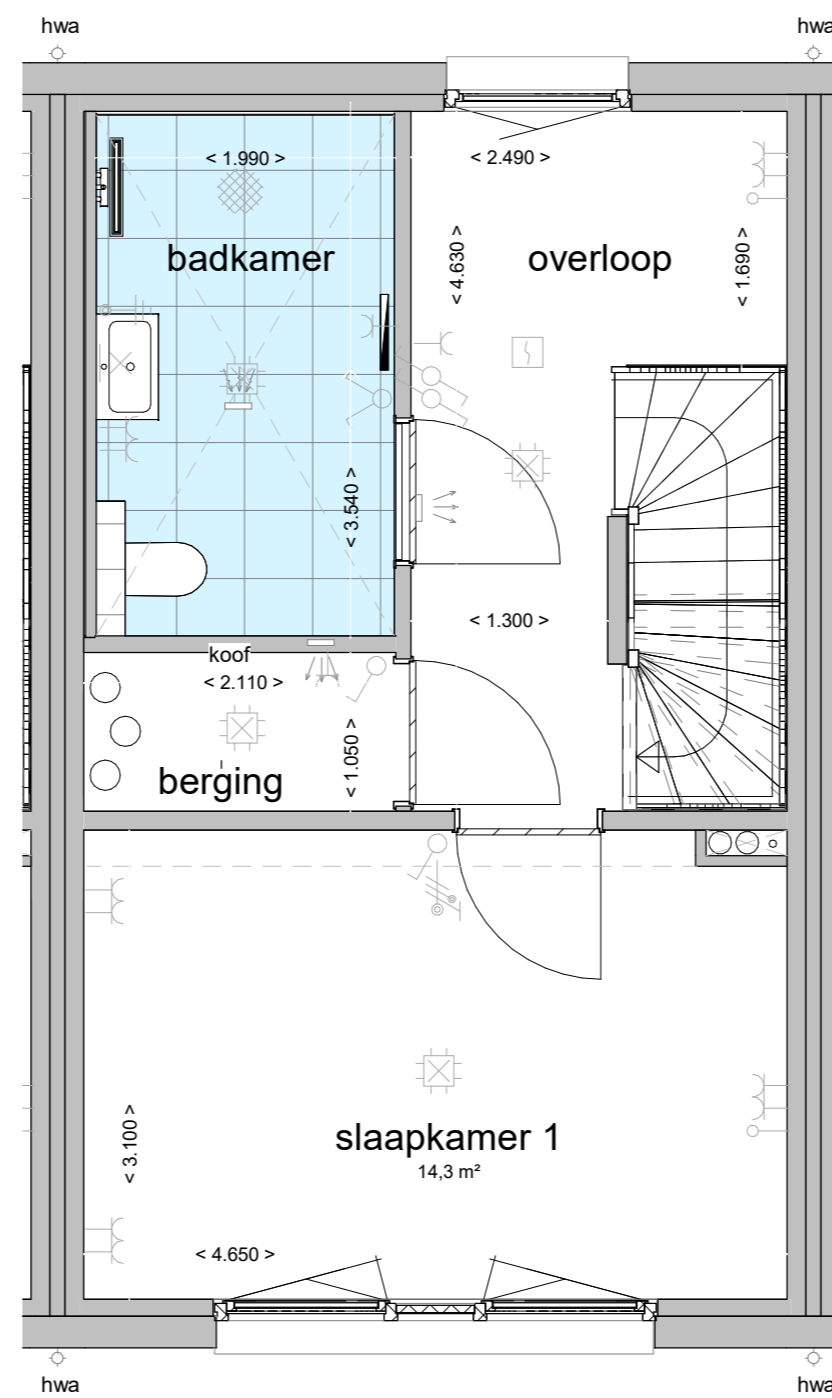 hwa
hwa
< 1.990 >
< 2.490 >
badkamer
< 4.630 >
overloop
< 1.690 >
< 3.540 >
< 1.300 >
koof
< 2.110 >
< 1.050 >
berging
slaapkamer 1
14,3 m²
< 3.100 >
< 4.650 >
hwa
hwa